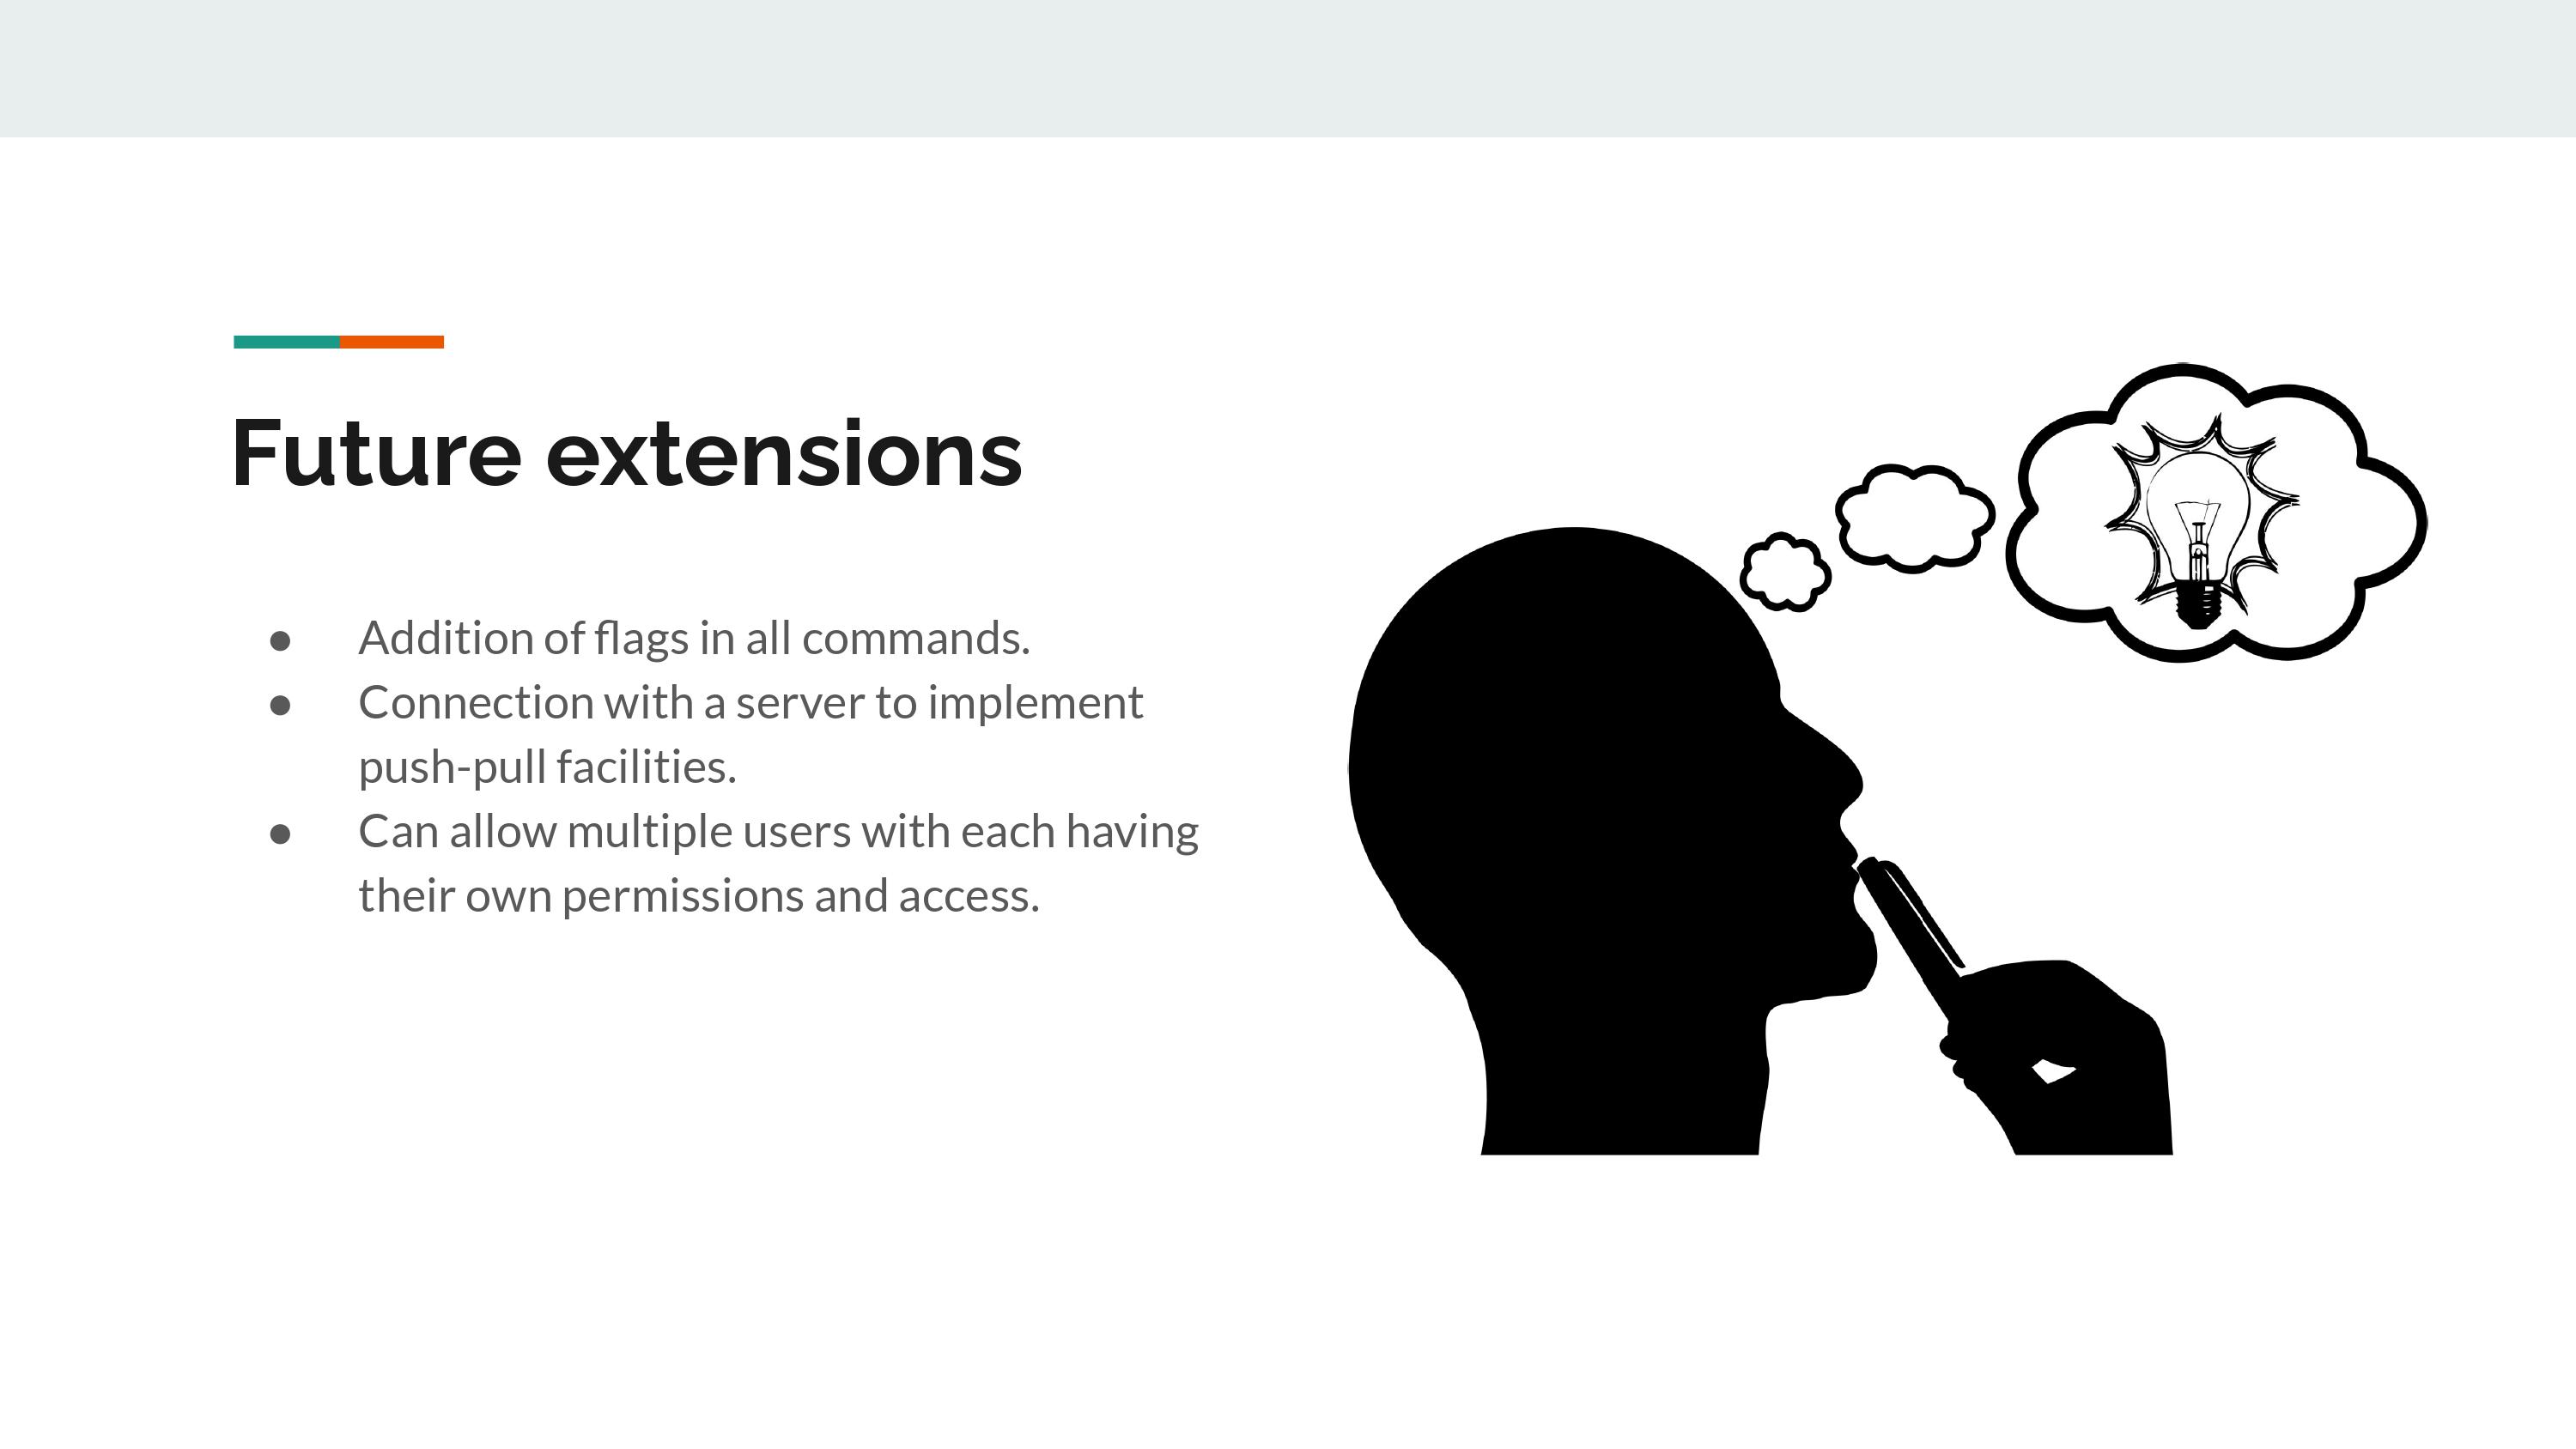 Future extensions
● Addition of flags in all commands.
● Connection with a server to implement
push-pull facilities.
● Can allow multiple users with each having
their own permissions and access.